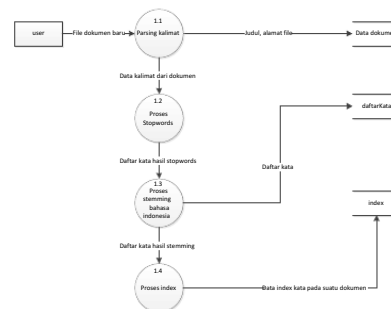 1.1
user
File dokumen baru
Parsing kalimat
Judul, alamat file
Data dokume
Data kalimat dari dokumen
1.2
Proses
Stopwords
daftarKata
Daftar kata hasil stopwords
Daftar kata
1.3
Proses
stemming
bahasa
indonesia
index
Daftar kata hasil stemming
1.4
Proses index
Data index kata pada suatu dokumen